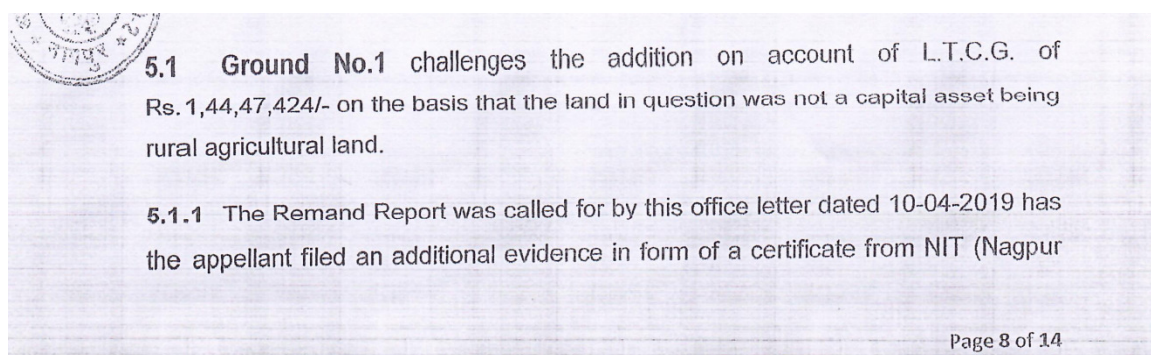 5.1 Ground No.1 challenges the addition on account of L.T.C.G. of
Rs.1,44,47,424/- on the basis that the land in question was not a capital asset being
rural agricultural land.
5.1.1 The Remand Report was called for by this office letter dated 10-04-2019 has
the appellant filed an additional evidence in form of a certificate from NIT (Nagpur
Page 8 of 14